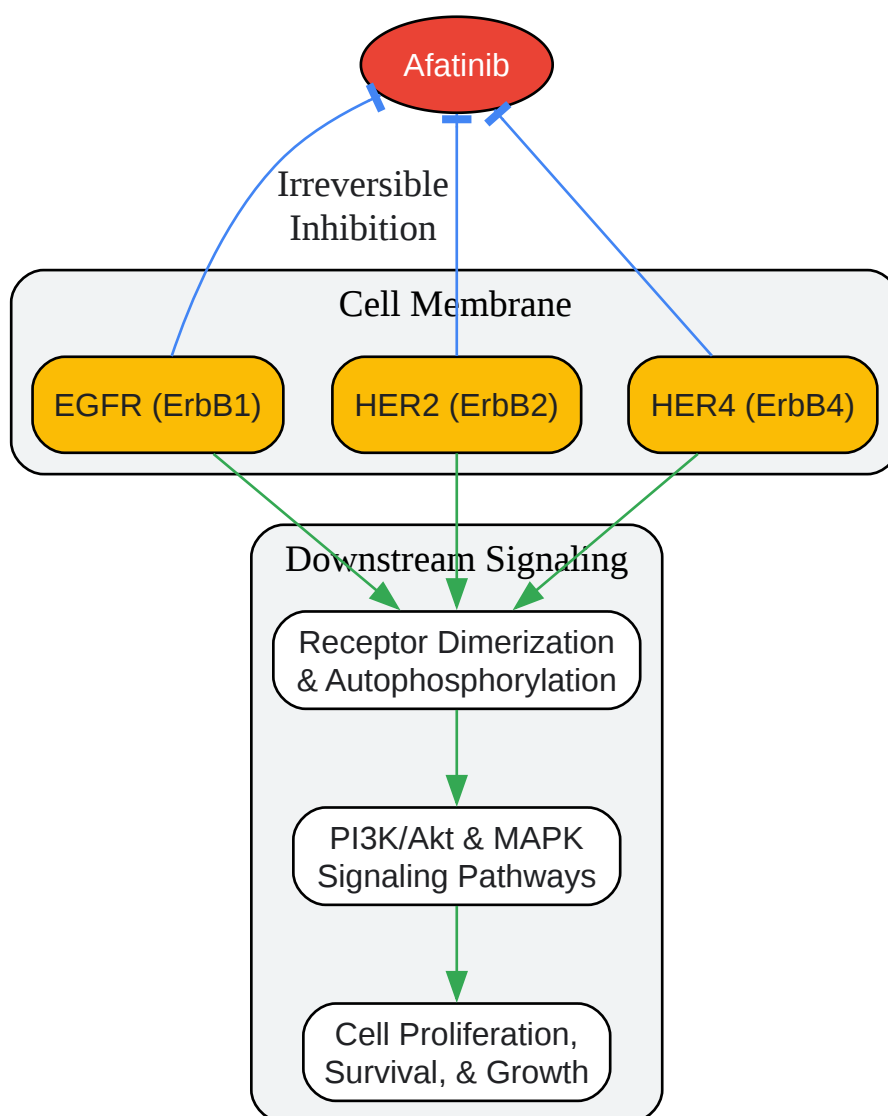 Afatinib
Irreversible
Inhibition
Cell Membrane
EGFR (ErbB1)
HER2 (ErbB2)
HER4 (ErbB4)
Downstream Signaling
Receptor Dimerization
& Autophosphorylation
PI3K/Akt & MAPK
Signaling Pathways
Cell Proliferation,
Survival, & Growth